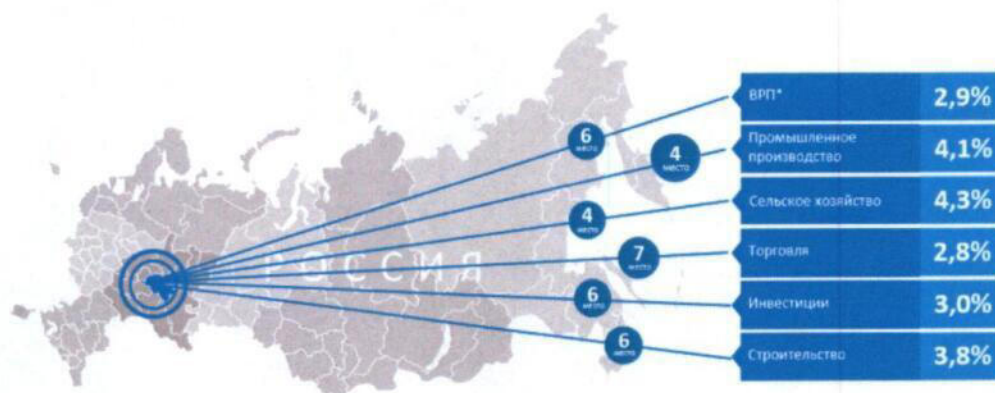 ВРП*
2,9%
6
место
Промышленное
производство
4,1%
4
место
Сельское хозяйство
4,3%
4
место
Торговля
2,8%
7
место
РОССИЯ
Инвестиции
3,0%
6
место
Строительство
3,8%
6
место